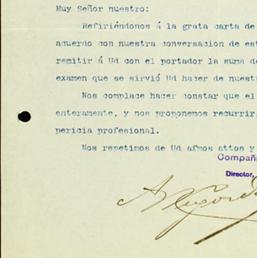 Muy Señor nuestro:
Refiriéndonos á la grata carta de
acuerdo con nuestra conversacion de es
remitir á Ud con el portador la suma d
examen que se sirvió Ud hacer de nuest
Nos complace hacer constar que el
enteramente, y nos proponemos recurrir,
pericia profesional.
Nos repetimos de Ud afmos attos y
Compañ
Director,